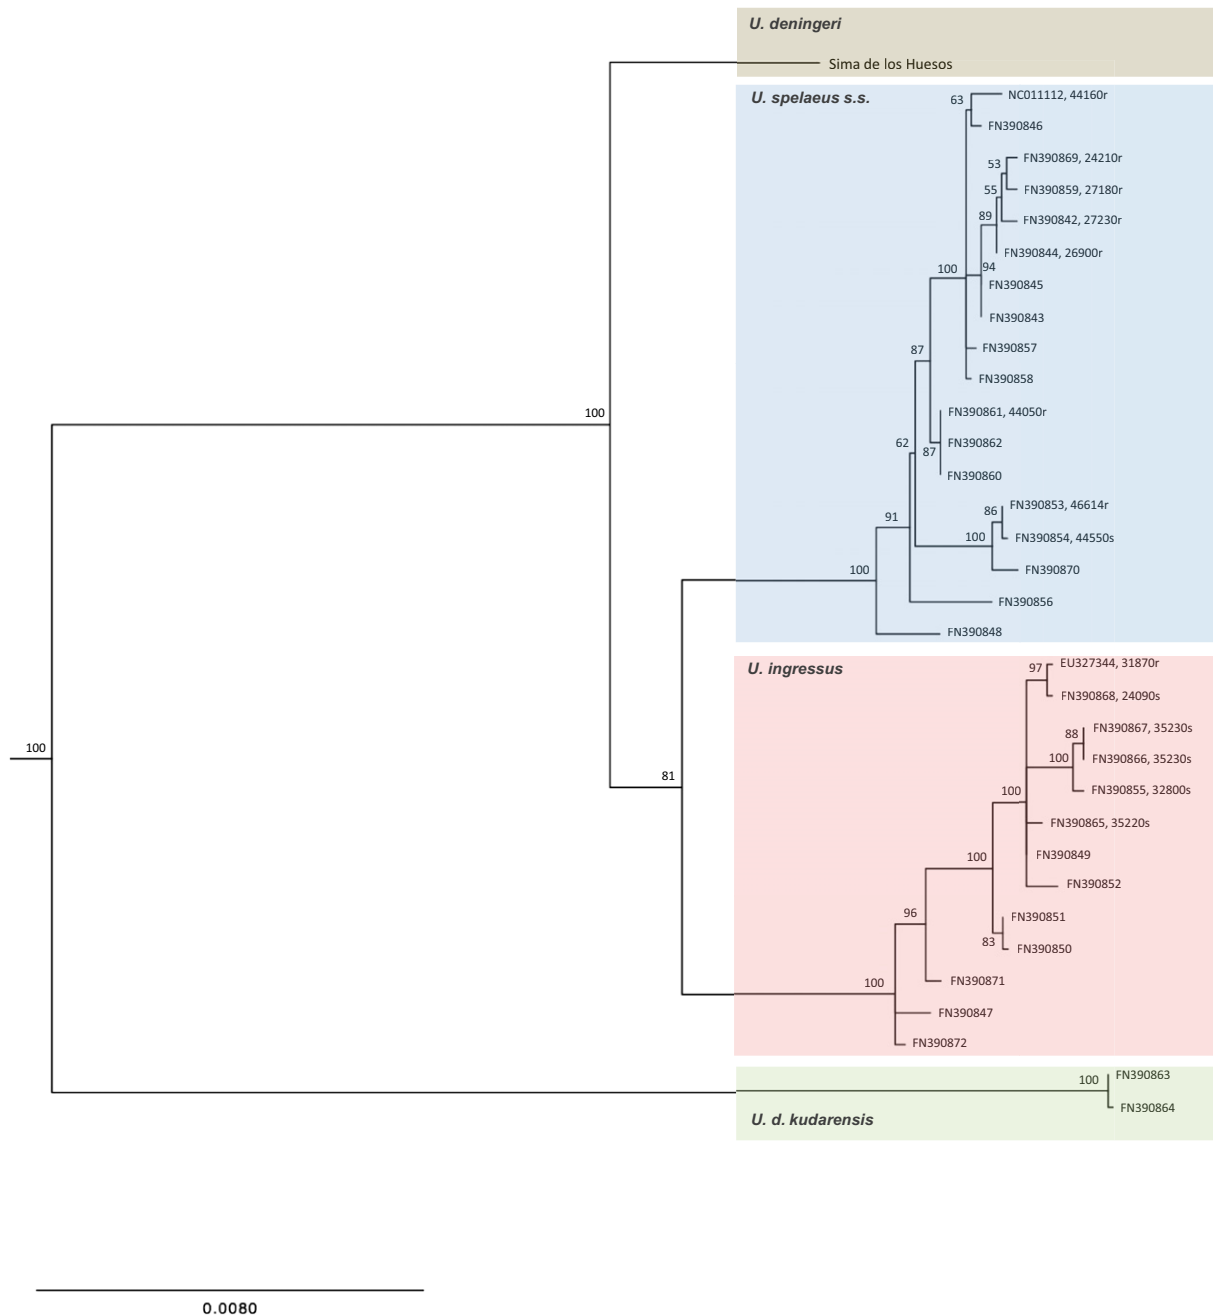 U. deningeri
Sima de los Huesos
U. spelaeus s.s.
NC011112, 44160r
63
FN390846
FN390869, 24210r
53
FN390859, 27180r
55
FN390842, 27230r
89
FN390844, 26900r
94
100
FN390845
FN390843
FN390857
87
FN390858
FN390861, 44050r
62
FN390862
87
FN390860
FN390853, 46614r
86
91
FN390854, 44550s
100
FN390870
100
FN390856
FN390848
100
U. ingressus
EU327344, 31870r
97
FN390868, 24090s
FN390867, 35230s
88
100
FN390866, 35230s
100
81
FN390855, 32800s
100
FN390865, 35220s
FN390849
100
FN390852
96
FN390851
83
FN390850
100
FN390871
FN390847
FN390872
100
FN390863
FN390864
U. d. kudarensis
0.0080